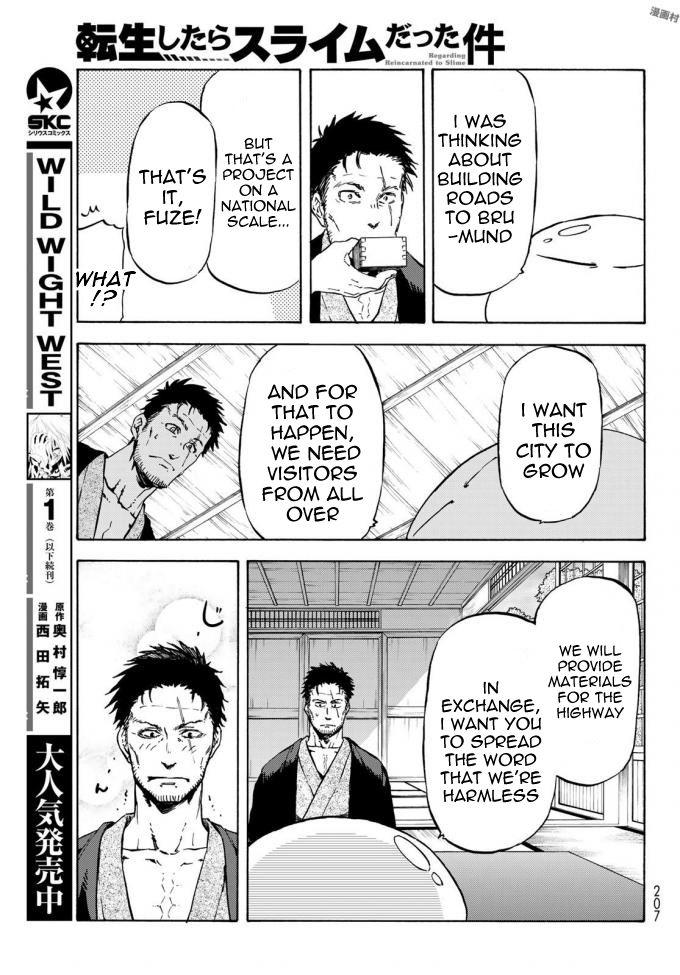 漫画村
転生したらスライムだった件
Regarding
Reincarnated to Slime
I WAS
THINKING
ABOUT
BUILDING
ROADS
TO BRU
-MUND
BUT
THAT'S A
PROJECT
ON A
NATIONAL
SCALE...
THAT'S
IT,
FUZE!
WHAT
!?
I WANT
THIS
CITY TO
GROW
AND FOR
THAT TO
HAPPEN,
WE NEED
VISITORS
FROM ALL
OVER
WE WILL
PROVIDE
MATERIALS
FOR THE
HIGHWAY
IN
EXCHANGE,
I WANT YOU
TO SPREAD
THE WORD
THAT WE'RE
HARMLESS
じ
SKC
シリウスコミックス
WILD WIGHT WEST
第1巻(以下続刊)
原作 奥村惇一郎
漫画 西田拓矢
大人気発売中
207